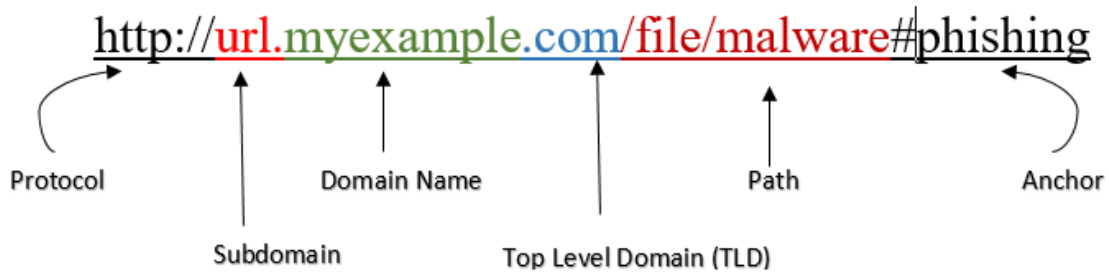 http://url.myexample.com/file/malware#phishing
Protocol Domain Name Path Anchor
Subdomain Top Level Domain (TLD)